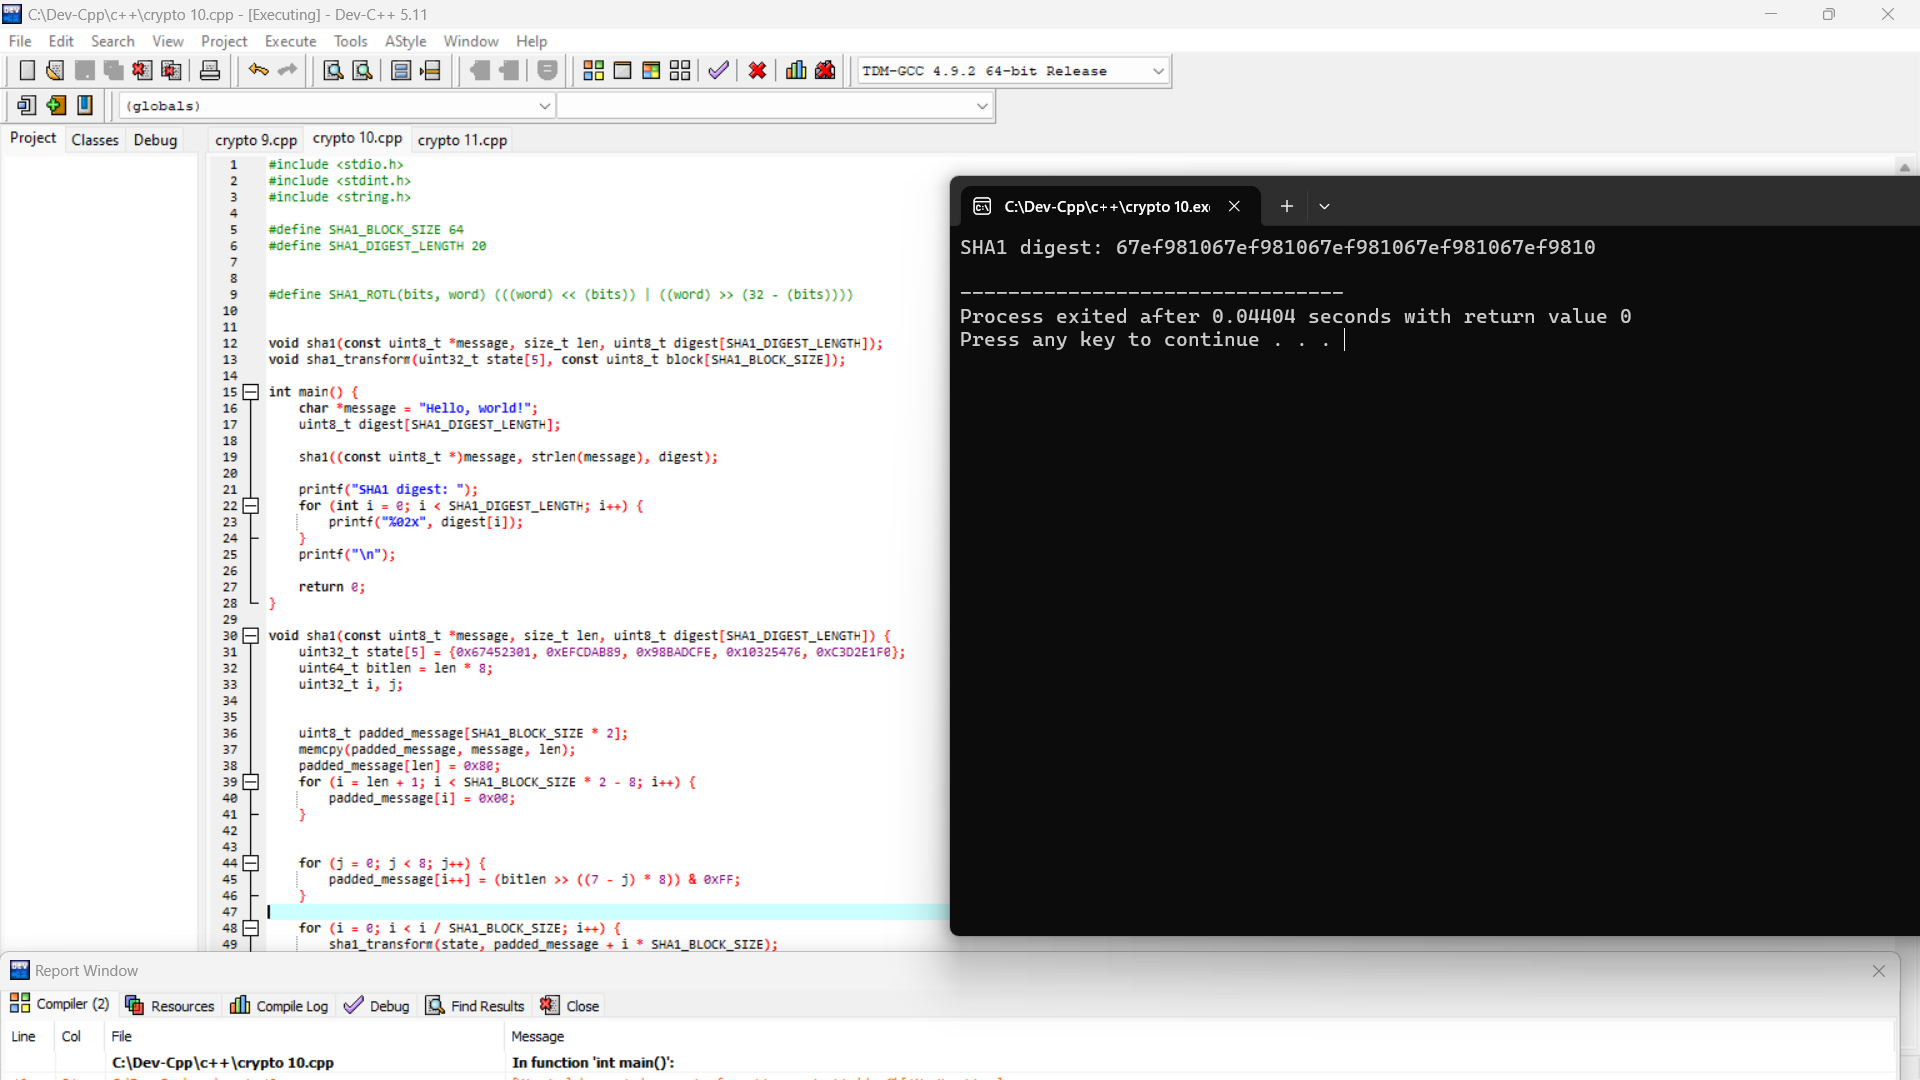 C:\Dev-Cpp\c++\crypto 10.cpp - [Executing] - Dev-C++ 5.11
File Edit Search View Project Execute Tools AStyle Window Help
TDM-GCC 4.9.2 64-bit Release
(globals)
Project Classes Debug
crypto 9.cpp crypto 10.cpp crypto 11.cpp
1 #include <stdio.h>
2 #include <stdint.h>
3 #include <string.h>
4
5 #define SHA1_BLOCK_SIZE 64
6 #define SHA1_DIGEST_LENGTH 20
7
8
9 #define SHA1_ROTL(bits, word) (((word) << (bits)) | ((word) >> (32 - (bits))))
10
11
12 void sha1(const uint8_t *message, size_t len, uint8_t digest[SHA1_DIGEST_LENGTH]);
13 void sha1_transform(uint32_t state[5], const uint8_t block[SHA1_BLOCK_SIZE]);
14
15 int main() {
16 char *message = "Hello, world!";
17 uint8_t digest[SHA1_DIGEST_LENGTH];
18
19 sha1((const uint8_t *)message, strlen(message), digest);
20
21 printf("SHA1 digest: ");
22 for (int i = 0; i < SHA1_DIGEST_LENGTH; i++) {
23 printf("%02x", digest[i]);
24 }
25 printf("\n");
26
27 return 0;
28 }
29
30 void sha1(const uint8_t *message, size_t len, uint8_t digest[SHA1_DIGEST_LENGTH]) {
31 uint32_t state[5] = {0x67452301, 0xEFCDAB89, 0x98BADCFE, 0x10325476, 0xC3D2E1F0};
32 uint64_t bitlen = len * 8;
33 uint32_t i, j;
34
35
36 uint8_t padded_message[SHA1_BLOCK_SIZE * 2];
37 memcpy(padded_message, message, len);
38 padded_message[len] = 0x80;
39 for (i = len + 1; i < SHA1_BLOCK_SIZE * 2 - 8; i++) {
40 padded_message[i] = 0x00;
41 }
42
43
44 for (j = 0; j < 8; j++) {
45 padded_message[i++] = (bitlen >> ((7 - j) * 8)) & 0xFF;
46 }
47
48 for (i = 0; i < i / SHA1_BLOCK_SIZE; i++) {
49 sha1_transform(state, padded_message + i * SHA1_BLOCK_SIZE);
C:\Dev-Cpp\c++\crypto 10.ex
SHA1 digest: 67ef981067ef981067ef981067ef981067ef9810
--------------------------------
Process exited after 0.04404 seconds with return value 0
Press any key to continue . . .
Report Window
Compiler (2) Resources Compile Log Debug Find Results Close
Line Col File Message
C:\Dev-Cpp\c++\crypto 10.cpp In function 'int main()':